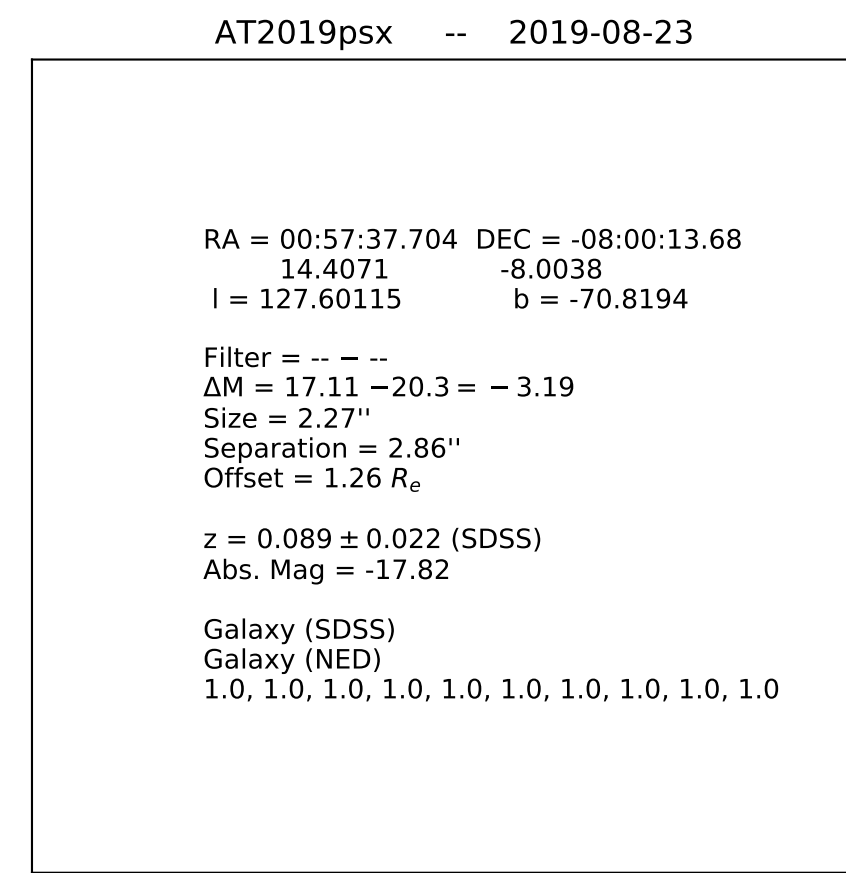 AT2019psx -- 2019-08-23
RA = 00:57:37.704 DEC = -08:00:13.68
14.4071 -8.0038
l = 127.60115 b = -70.8194
Filter = -- − --
ΔM = 17.11 −20.3 = − 3.19
Size = 2.27''
Separation = 2.86''
Offset = 1.26 Rₑ
z = 0.089 ± 0.022 (SDSS)
Abs. Mag = -17.82
Galaxy (SDSS)
Galaxy (NED)
1.0, 1.0, 1.0, 1.0, 1.0, 1.0, 1.0, 1.0, 1.0, 1.0